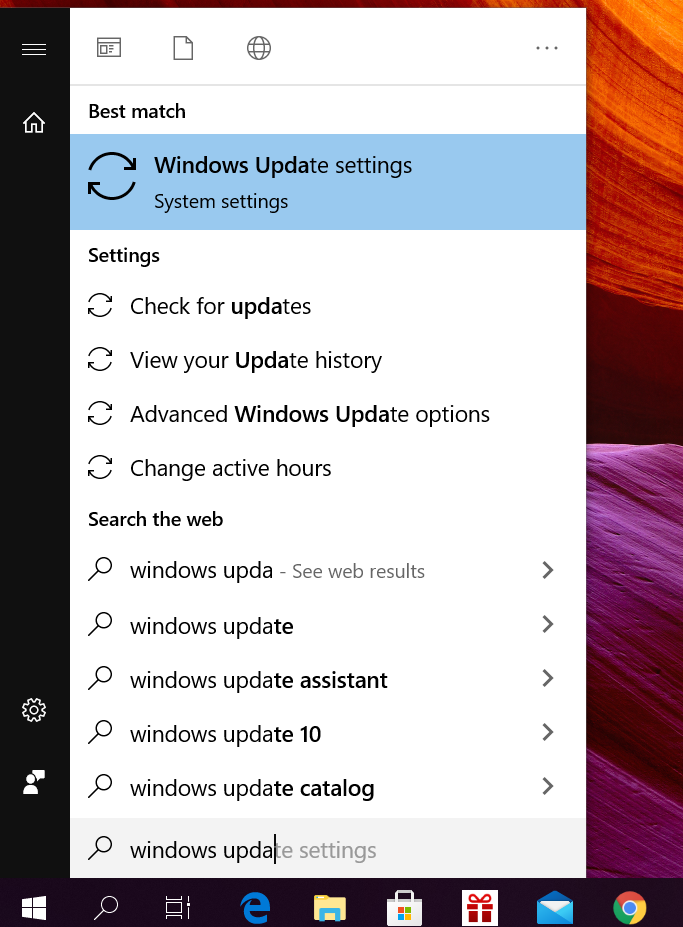 Best match
Windows Update settings
System settings
Settings
Check for updates
View your Update history
Advanced Windows Update options
Change active hours
Search the web
windows upda - See web results
windows update
windows update assistant
windows update 10
windows update catalog
windows update settings